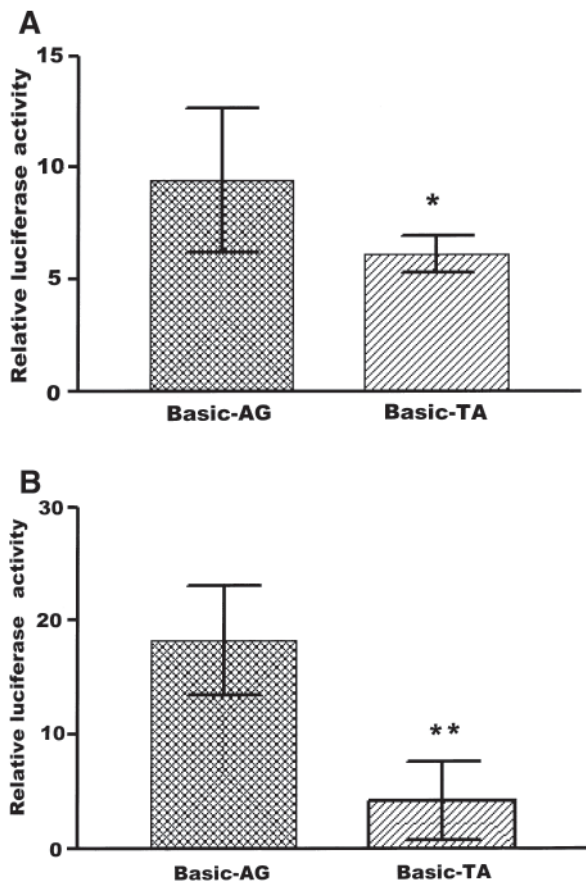 A
Relative luciferase activity
15
10
5
0
*
Basic-AG
Basic-TA
B
Relative luciferase activity
30
20
10
0
**
Basic-AG
Basic-TA